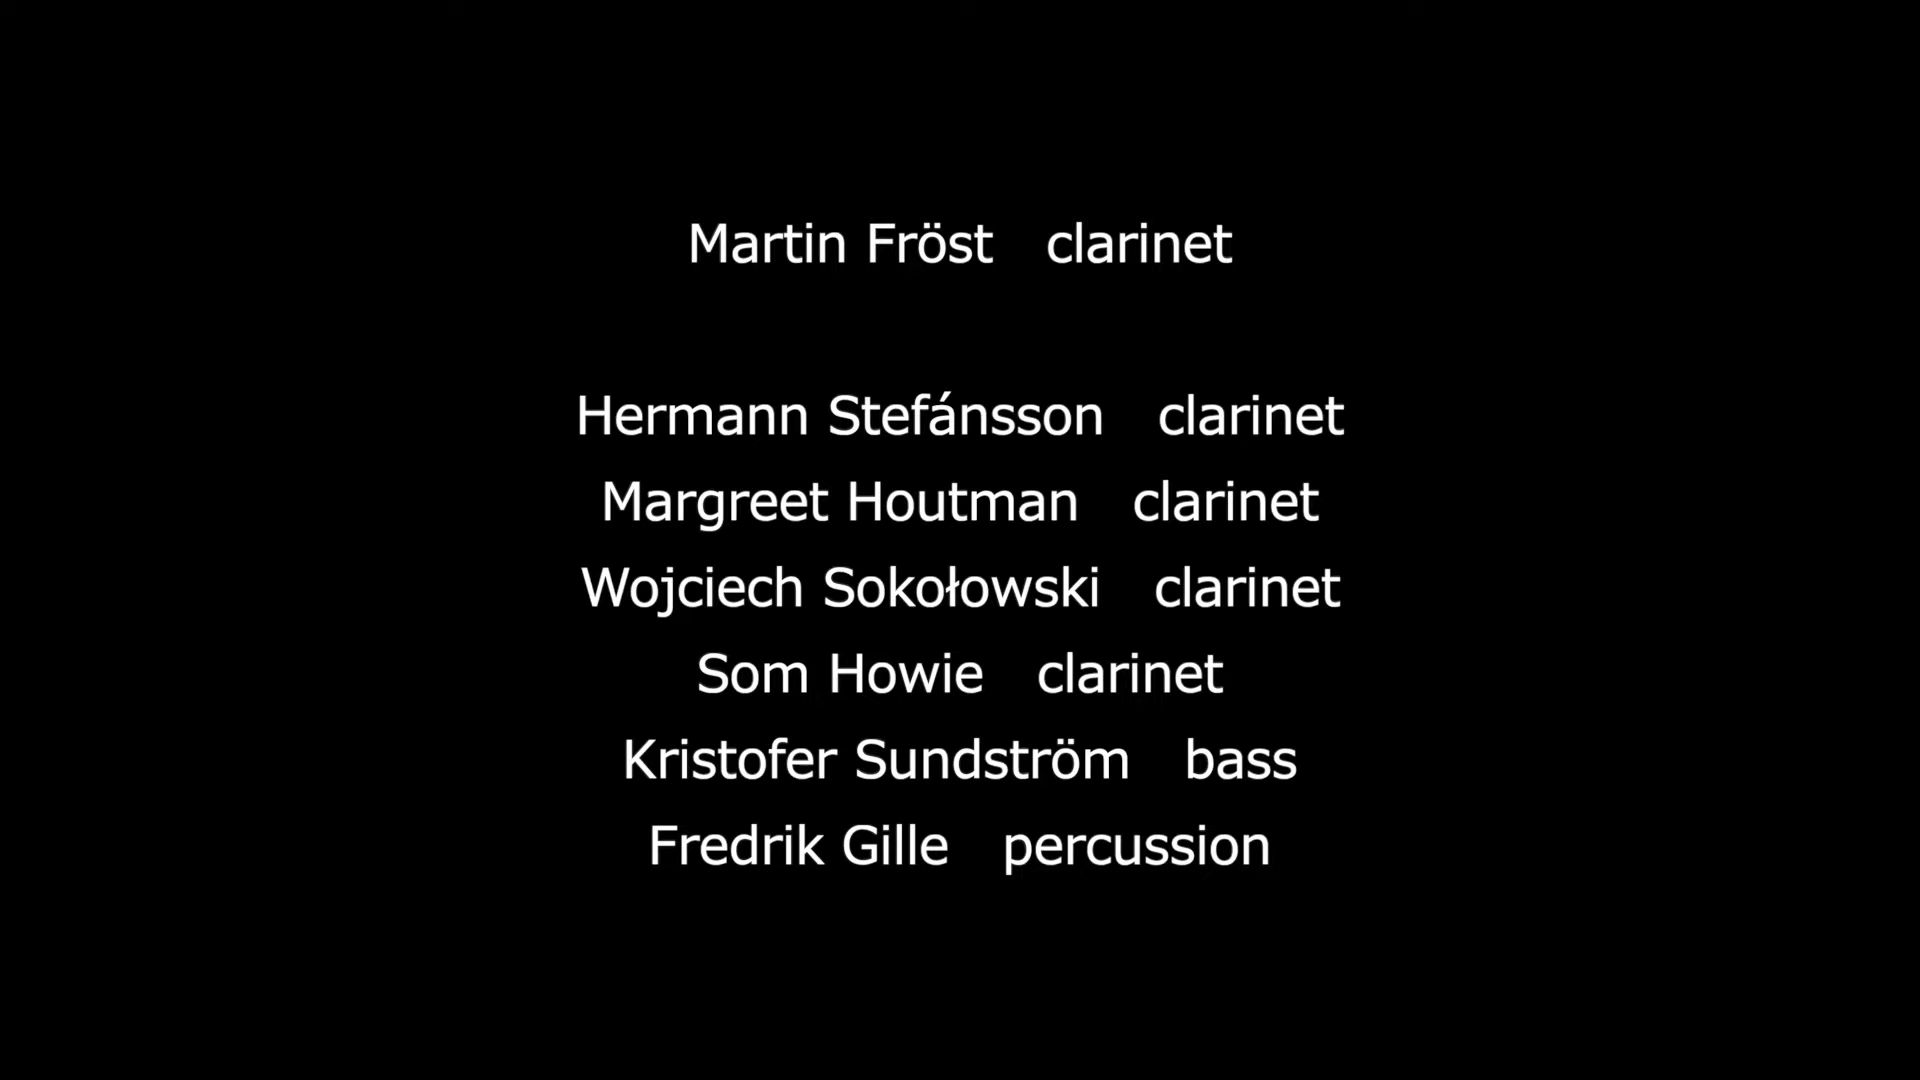 Martin Fröst clarinet
Hermann Stefánsson clarinet
Margreet Houtman clarinet
Wojciech Sokołowski clarinet
Som Howie clarinet
Kristofer Sundström bass
Fredrik Gille percussion